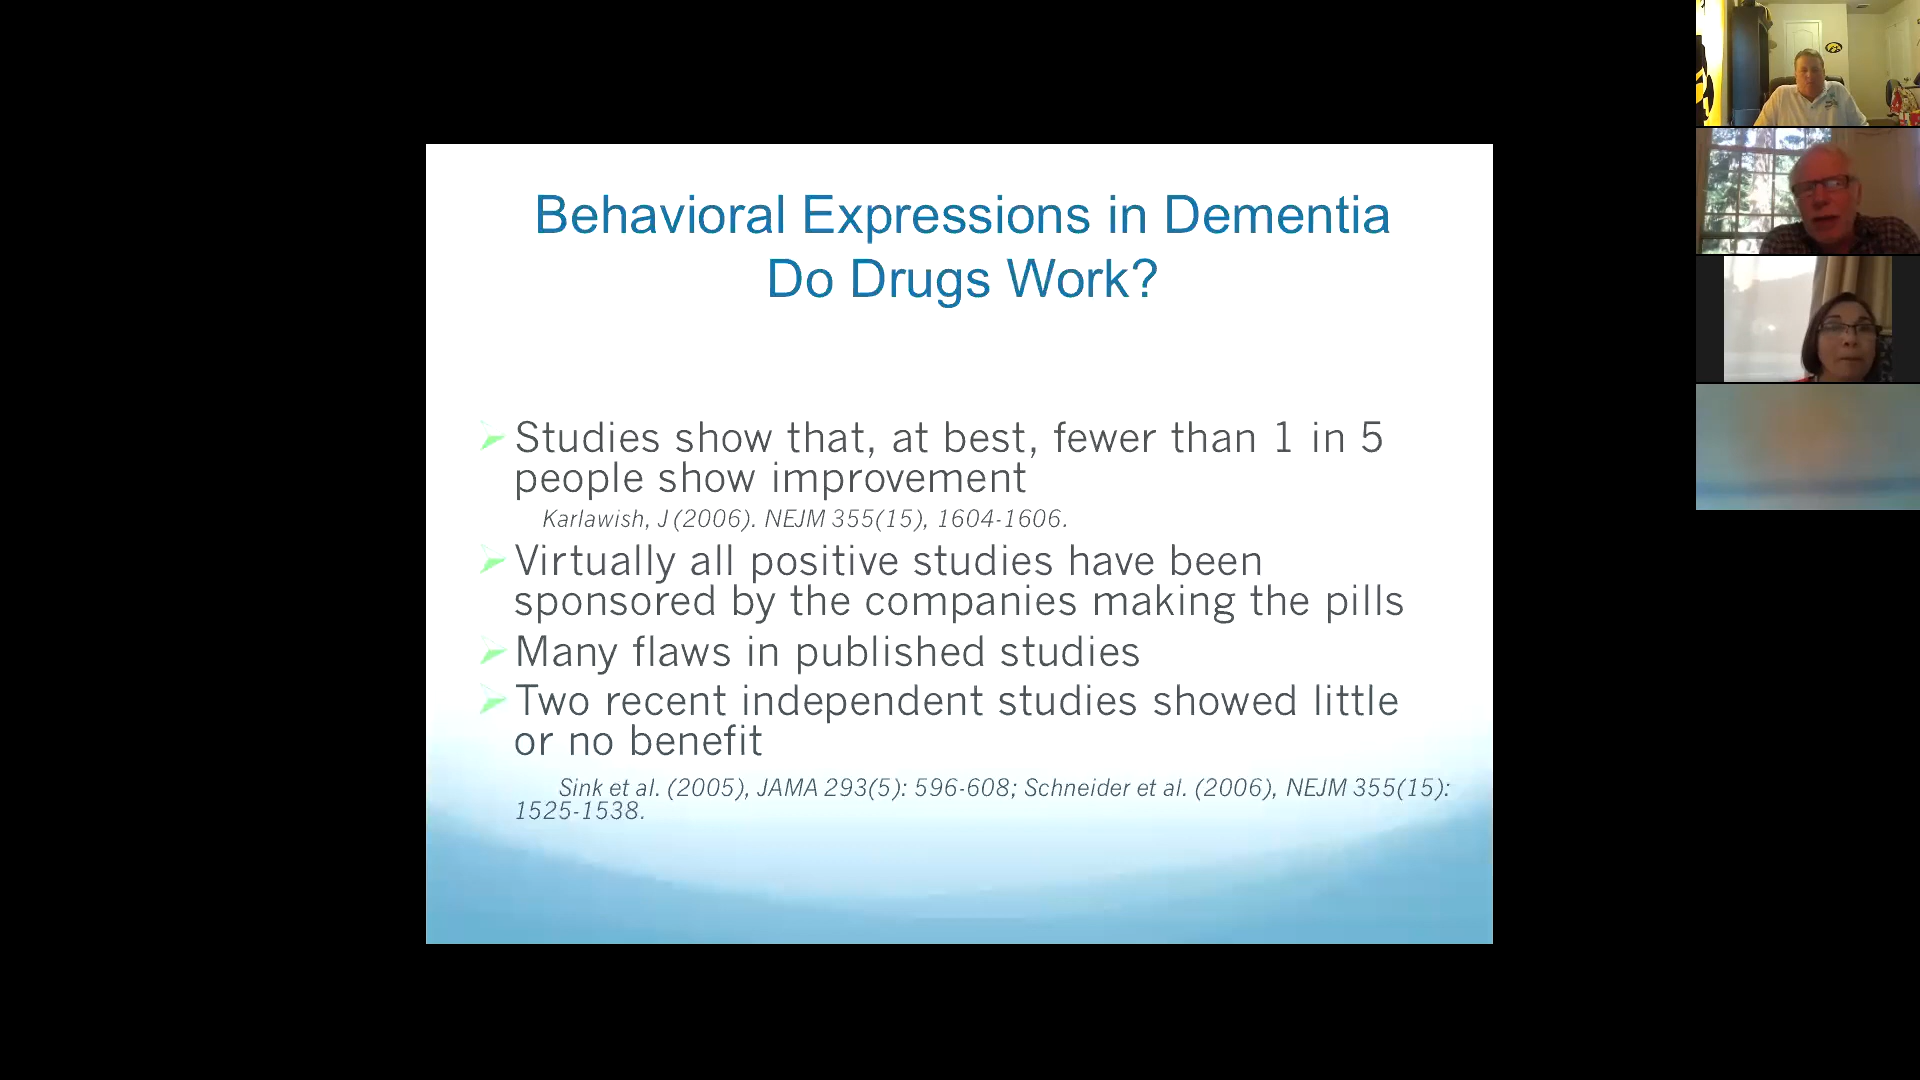 Behavioral Expressions in Dementia
Do Drugs Work?
Studies show that, at best, fewer than 1 in 5
people show improvement
Karlawish, J (2006). NEJM 355(15), 1604-1606.
Virtually all positive studies have been
sponsored by the companies making the pills
Many flaws in published studies
Two recent independent studies showed little
or no benefit
Sink et al. (2005), JAMA 293(5): 596-608; Schneider et al. (2006), NEJM 355(15):
1525-1538.